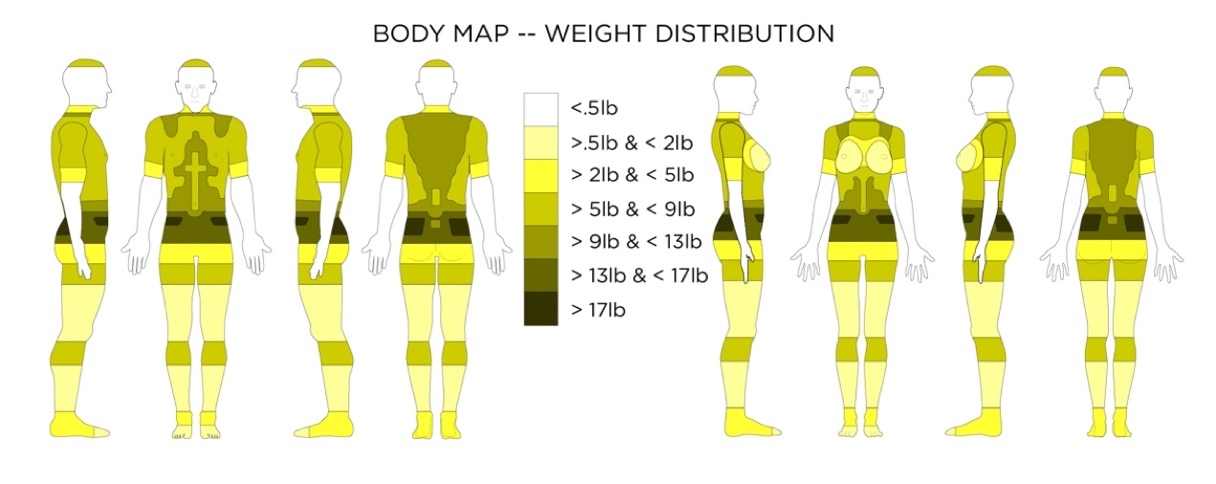 BODY MAP -- WEIGHT DISTRIBUTION
<.5lb
>.5lb & < 2lb
> 2lb & < 5lb
> 5lb & < 9lb
> 9lb & < 13lb
> 13lb & < 17lb
> 17lb